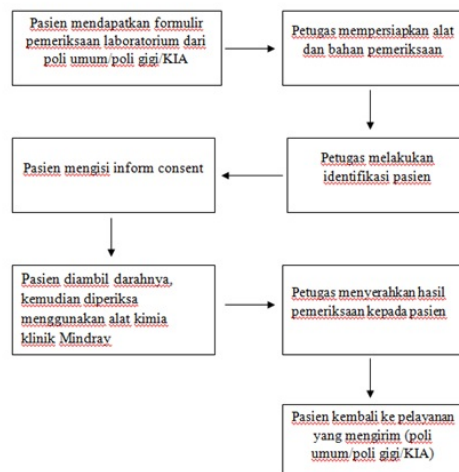 Pasien mendapatkan formulir
pemeriksaan laboratorium dari
poli umum/poli gigi/KIA
Petugas mempersiapkan alat
dan bahan pemeriksaan
Petugas melakukan
identifikasi pasien
Pasien mengisi inform consent
Pasien diambil darahnya,
kemudian diperiksa
menggunakan alat kimia
klinik Mindray
Petugas menyerahkan hasil
pemeriksaan kepada pasien
Pasien kembali ke pelayanan
yang mengirim (poli
umum/poli gigi/KIA)